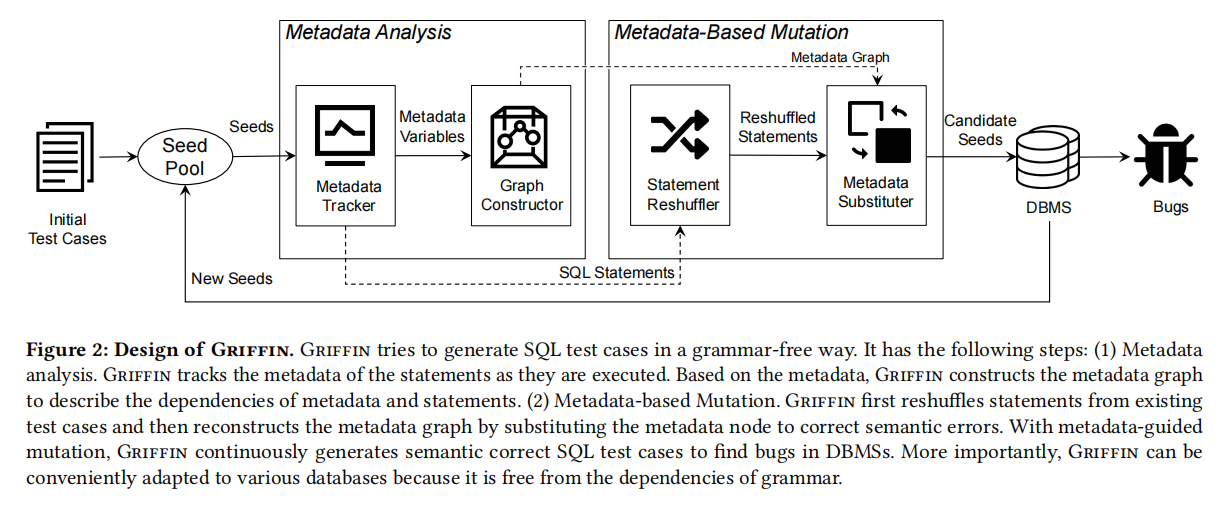 Metadata Analysis
Metadata-Based Mutation
Metadata Graph
Seeds
Metadata
Variables
Reshuffled
Statements
Candidate
Seeds
Seed
Pool
Initial
Test Cases
Metadata
Tracker
Graph
Constructor
Statement
Reshuffler
Metadata
Substituter
DBMS
Bugs
SQL Statements
New Seeds
Figure 2: Design of GRIFFIN. GRIFFIN tries to generate SQL test cases in a grammar-free way. It has the following steps: (1) Metadata
analysis. GRIFFIN tracks the metadata of the statements as they are executed. Based on the metadata, GRIFFIN constructs the metadata graph
to describe the dependencies of metadata and statements. (2) Metadata-based Mutation. GRIFFIN first reshuffles statements from existing
test cases and then reconstructs the metadata graph by substituting the metadata node to correct semantic errors. With metadata-guided
mutation, GRIFFIN continuously generates semantic correct SQL test cases to find bugs in DBMSs. More importantly, GRIFFIN can be
conveniently adapted to various databases because it is free from the dependencies of grammar.